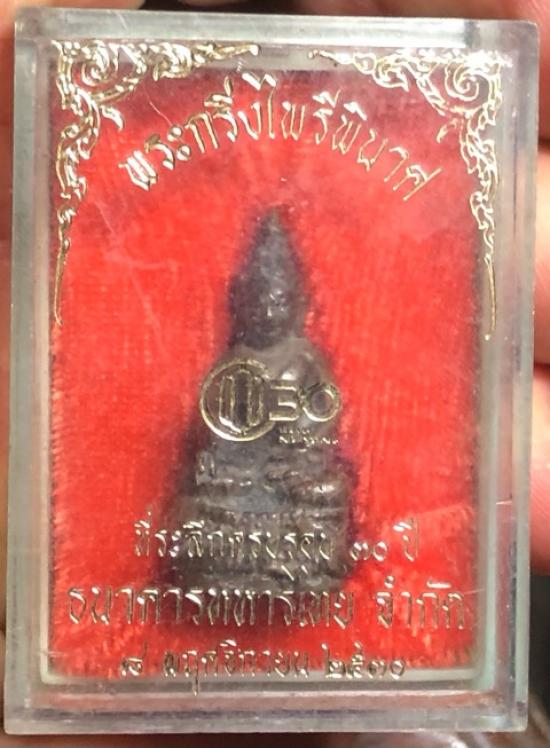 พระกริ่งไพรีพินาศ
๓๐
ที่ระลึกครบรอบ ๓๐ ปี
ธนาคารทหารไทย จำกัด
๘ พฤศจิกายน ๒๕๓๐